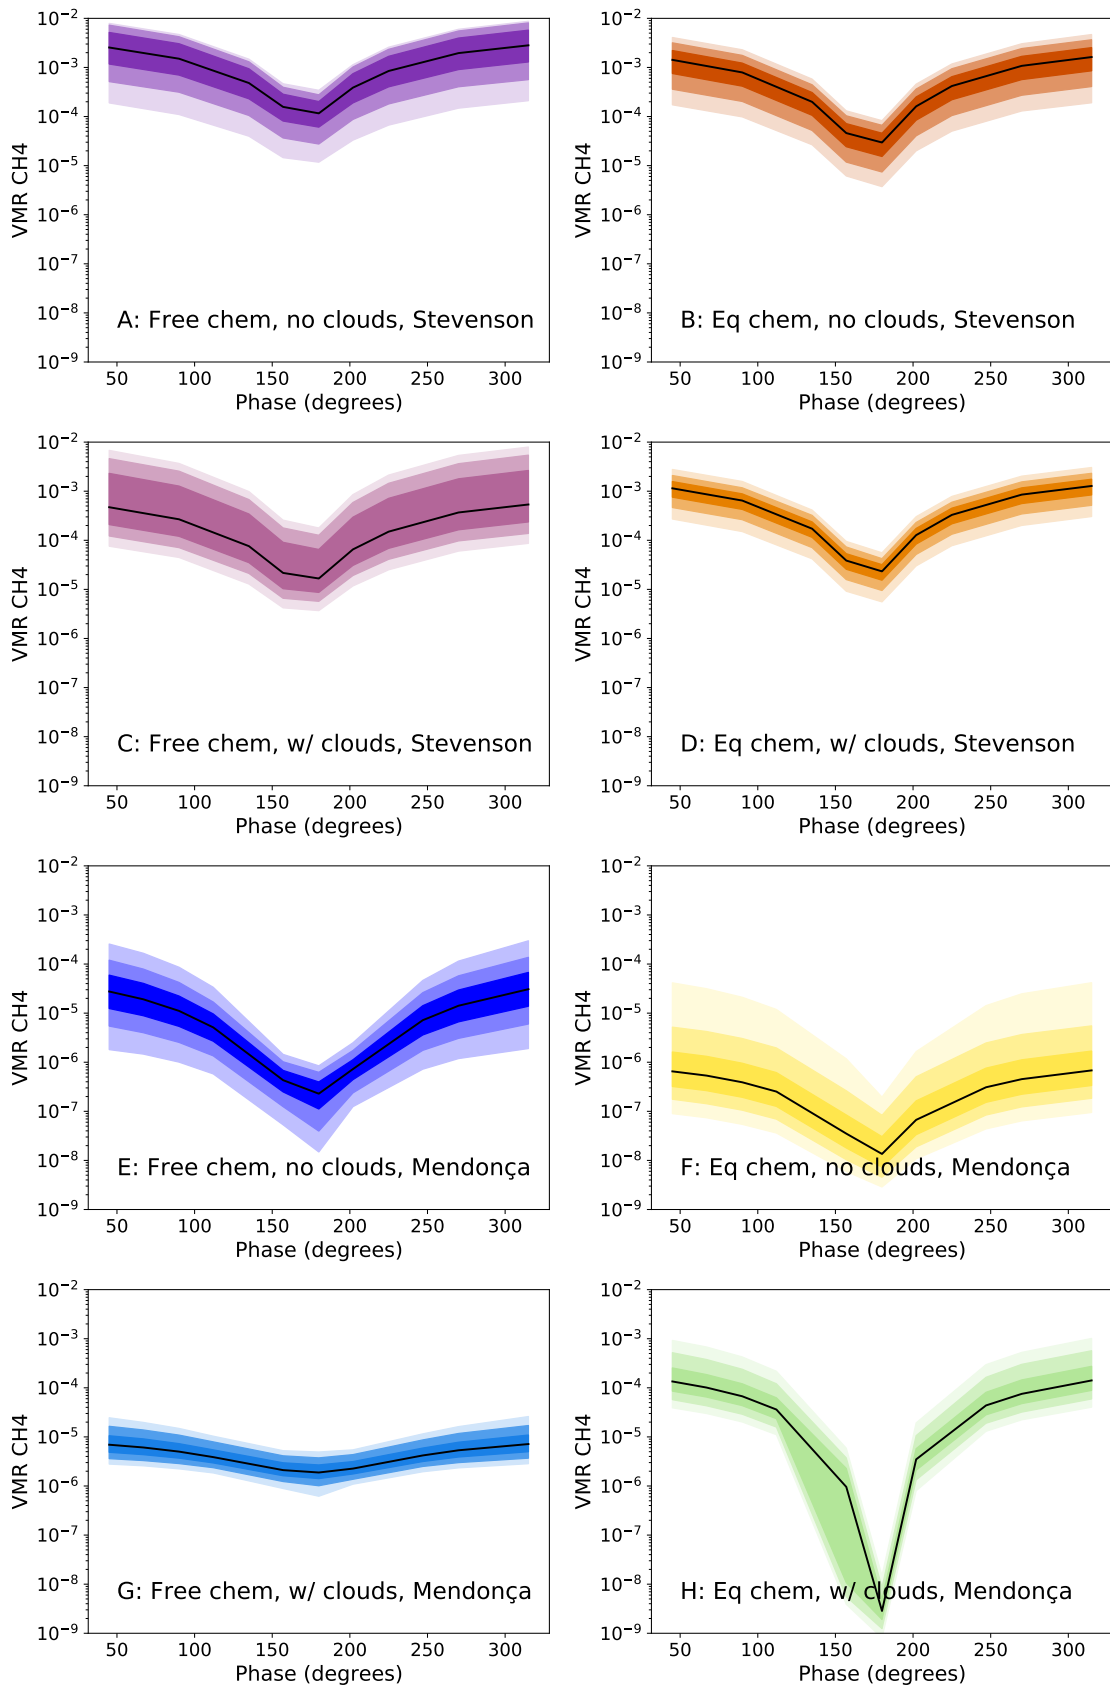 10⁻²
10⁻³
10⁻⁴
10⁻⁵
10⁻⁶
10⁻⁷
10⁻⁸
10⁻⁹
VMR CH4
A: Free chem, no clouds, Stevenson
50 100 150 200 250 300
Phase (degrees)
10⁻²
10⁻³
10⁻⁴
10⁻⁵
10⁻⁶
10⁻⁷
10⁻⁸
10⁻⁹
VMR CH4
B: Eq chem, no clouds, Stevenson
50 100 150 200 250 300
Phase (degrees)
10⁻²
10⁻³
10⁻⁴
10⁻⁵
10⁻⁶
10⁻⁷
10⁻⁸
10⁻⁹
VMR CH4
C: Free chem, w/ clouds, Stevenson
50 100 150 200 250 300
Phase (degrees)
10⁻²
10⁻³
10⁻⁴
10⁻⁵
10⁻⁶
10⁻⁷
10⁻⁸
10⁻⁹
VMR CH4
D: Eq chem, w/ clouds, Stevenson
50 100 150 200 250 300
Phase (degrees)
10⁻²
10⁻³
10⁻⁴
10⁻⁵
10⁻⁶
10⁻⁷
10⁻⁸
10⁻⁹
VMR CH4
E: Free chem, no clouds, Mendonça
50 100 150 200 250 300
Phase (degrees)
10⁻²
10⁻³
10⁻⁴
10⁻⁵
10⁻⁶
10⁻⁷
10⁻⁸
10⁻⁹
VMR CH4
F: Eq chem, no clouds, Mendonça
50 100 150 200 250 300
Phase (degrees)
10⁻²
10⁻³
10⁻⁴
10⁻⁵
10⁻⁶
10⁻⁷
10⁻⁸
10⁻⁹
VMR CH4
G: Free chem, w/ clouds, Mendonça
50 100 150 200 250 300
Phase (degrees)
10⁻²
10⁻³
10⁻⁴
10⁻⁵
10⁻⁶
10⁻⁷
10⁻⁸
10⁻⁹
VMR CH4
H: Eq chem, w/ clouds, Mendonça
50 100 150 200 250 300
Phase (degrees)